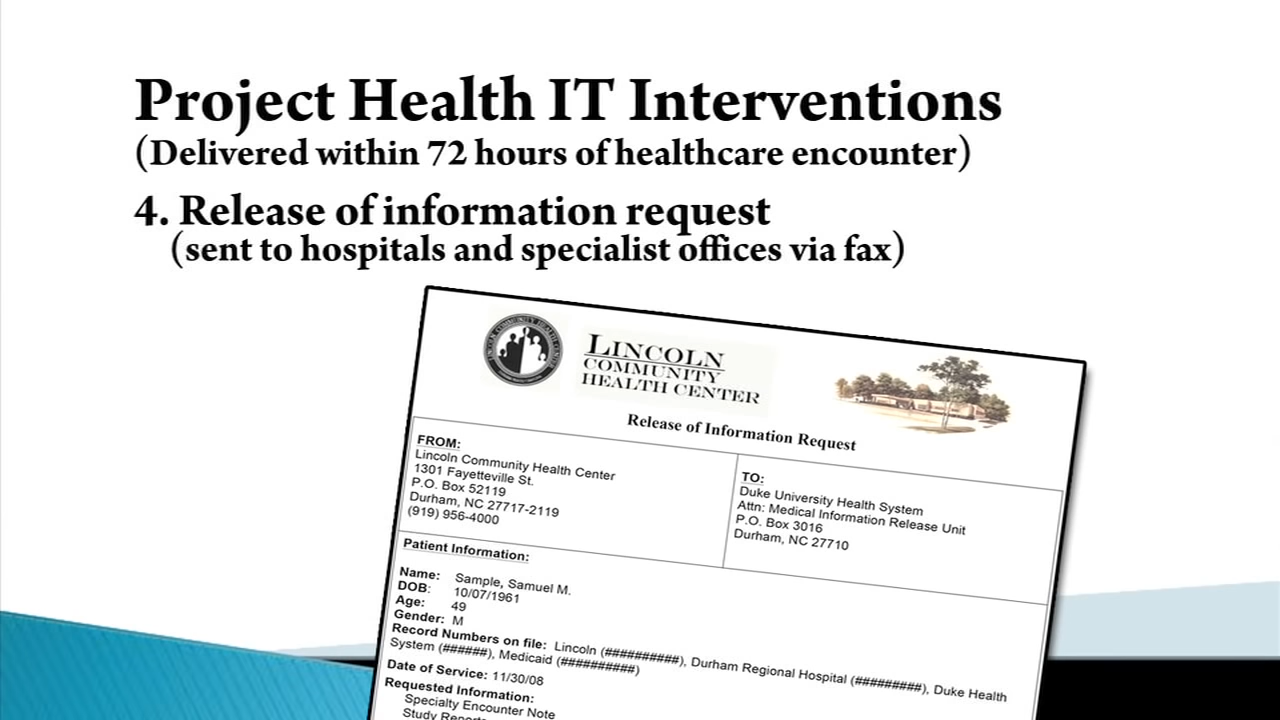 Project Health IT Interventions
(Delivered within 72 hours of healthcare encounter)
4. Release of information request
(sent to hospitals and specialist offices via fax)
LINCOLN
COMMUNITY
HEALTH CENTER
Release of Information Request
FROM:
Lincoln Community Health Center
1301 Fayetteville St.
P.O. Box 52119
Durham, NC 27717-2119
(919) 956-4000
TO:
Duke University Health System
Attn: Medical Information Release Unit
P.O. Box 3016
Durham, NC 27710
Patient Information:
Name: Sample, Samuel M.
DOB: 10/07/1961
Age: 49
Gender: M
Record Numbers on file: Lincoln (##########), Durham Regional Hospital (#########), Duke Health
System (######), Medicaid (##########)
Date of Service: 11/30/08
Requested Information:
Specialty Encounter Note
Study Reports